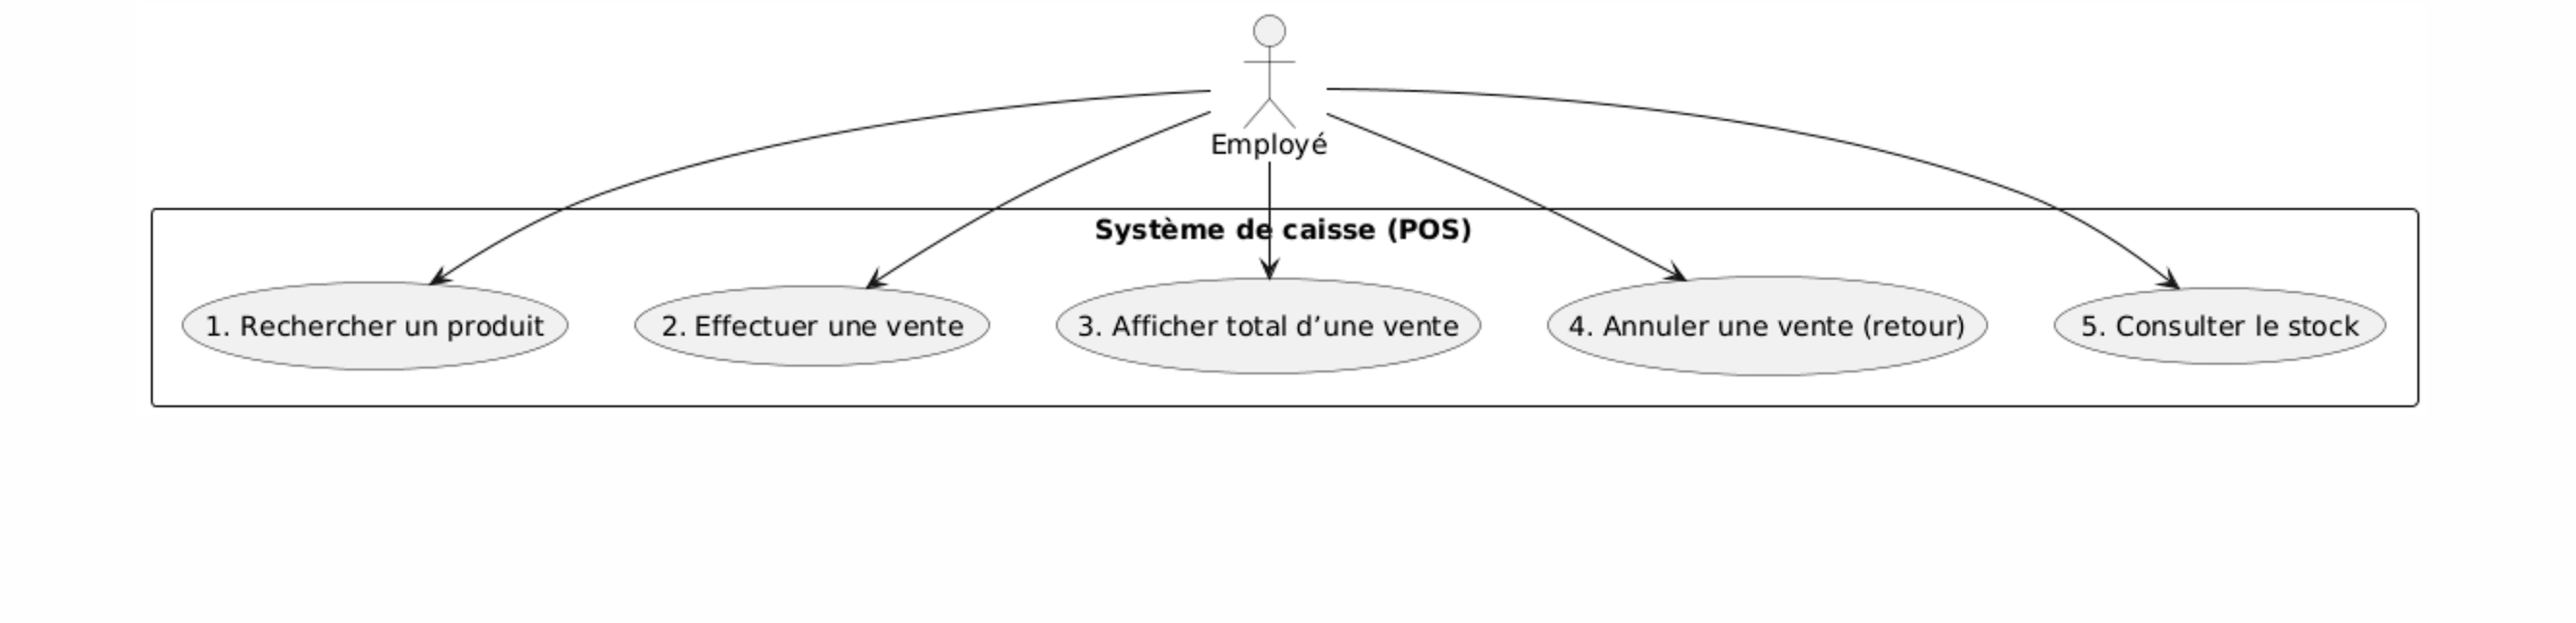 Employé
Système de caisse (POS)
1. Rechercher un produit
2. Effectuer une vente
3. Afficher total d’une vente
4. Annuler une vente (retour)
5. Consulter le stock